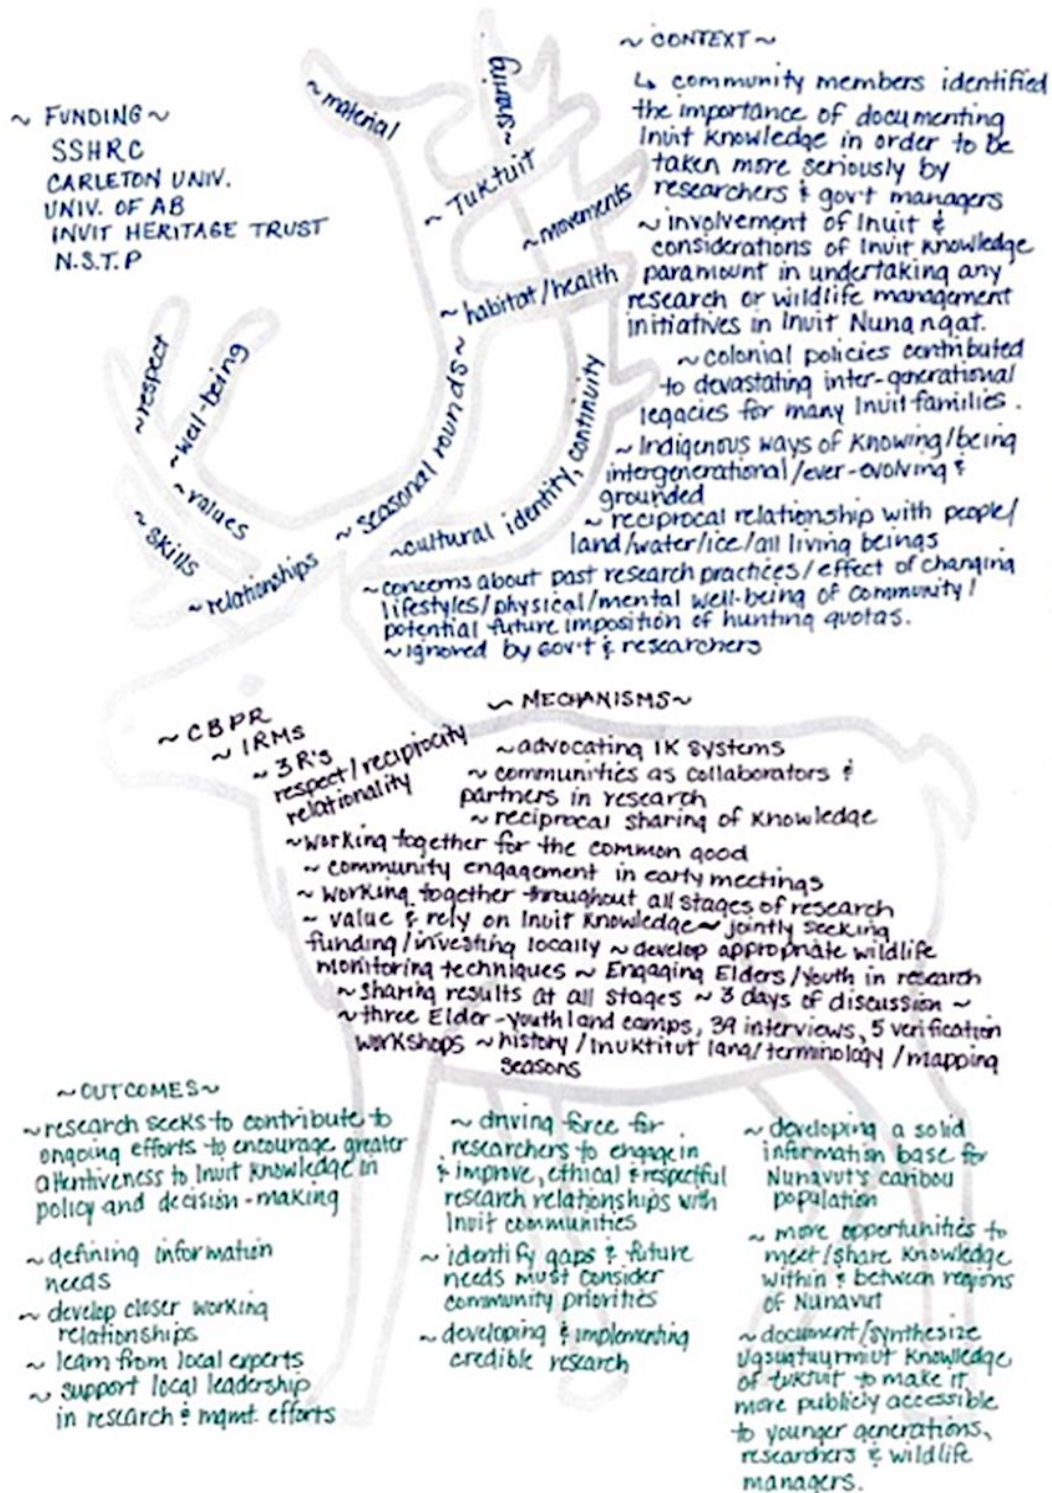 ~ FUNDING ~
SSHRC
CARLETON UNIV.
UNIV. OF AB
INUIT HERITAGE TRUST
N.S.T.P
~ material
~ sharing
~ Tuktuit
~ movements
~ habitat/health
~ seasonal rounds ~
~ cultural identity, continuity
~ respect
~ well-being
~ values
~ skills
~ relationships
~ CONTEXT ~
↳ community members identified
the importance of documenting
Inuit knowledge in order to be
taken more seriously by
researchers & gov't managers
~ involvement of Inuit &
considerations of Inuit knowledge
paramount in undertaking any
research or wildlife management
initiatives in Inuit Nunangat.
~ colonial policies contributed
to devastating inter-generational
legacies for many Inuit families.
~ Indigenous ways of knowing/being
intergenerational/ever-evolving &
grounded
~ reciprocal relationship with people/
land/water/ice/all living beings
~ concerns about past research practices/effect of changing
lifestyles/physical/mental well-being of community/
potential future imposition of hunting quotas.
~ ignored by gov't & researchers
~ CBPR
~ IRMs
~ 3R's
respect/reciprocity
relationality
~ MECHANISMS ~
~ advocating IK systems
~ communities as collaborators &
partners in research
~ reciprocal sharing of knowledge
~ working together for the common good
~ community engagement in early meetings
~ working together throughout all stages of research
~ value & rely on Inuit Knowledge ~ jointly seeking
funding/investing locally ~ develop appropriate wildlife
monitoring techniques ~ Engaging Elders/Youth in research
~ sharing results at all stages ~ 3 days of discussion ~
~ three Elder-youth land camps, 39 interviews, 5 verification
workshops ~ history/Inuktitut lang/terminology/mapping
seasons
~ OUTCOMES ~
~ research seeks to contribute to
ongoing efforts to encourage greater
attentiveness to Inuit Knowledge in
policy and decision-making
~ defining information
needs
~ develop closer working
relationships
~ learn from local experts
~ support local leadership
in research & mgmt. efforts
~ driving force for
researchers to engage in
& improve, ethical & respectful
research relationships with
Inuit communities
~ identify gaps & future
needs must consider
community priorities
~ developing & implementing
credible research
~ developing a solid
information base for
Nunavut's caribou
population
~ more opportunities to
meet/share knowledge
within & between regions
of Nunavut
~ document/synthesize
Uqsuqtuurmiut knowledge
of tuktuit to make it
more publicly accessible
to younger generations,
researchers & wildlife
managers.